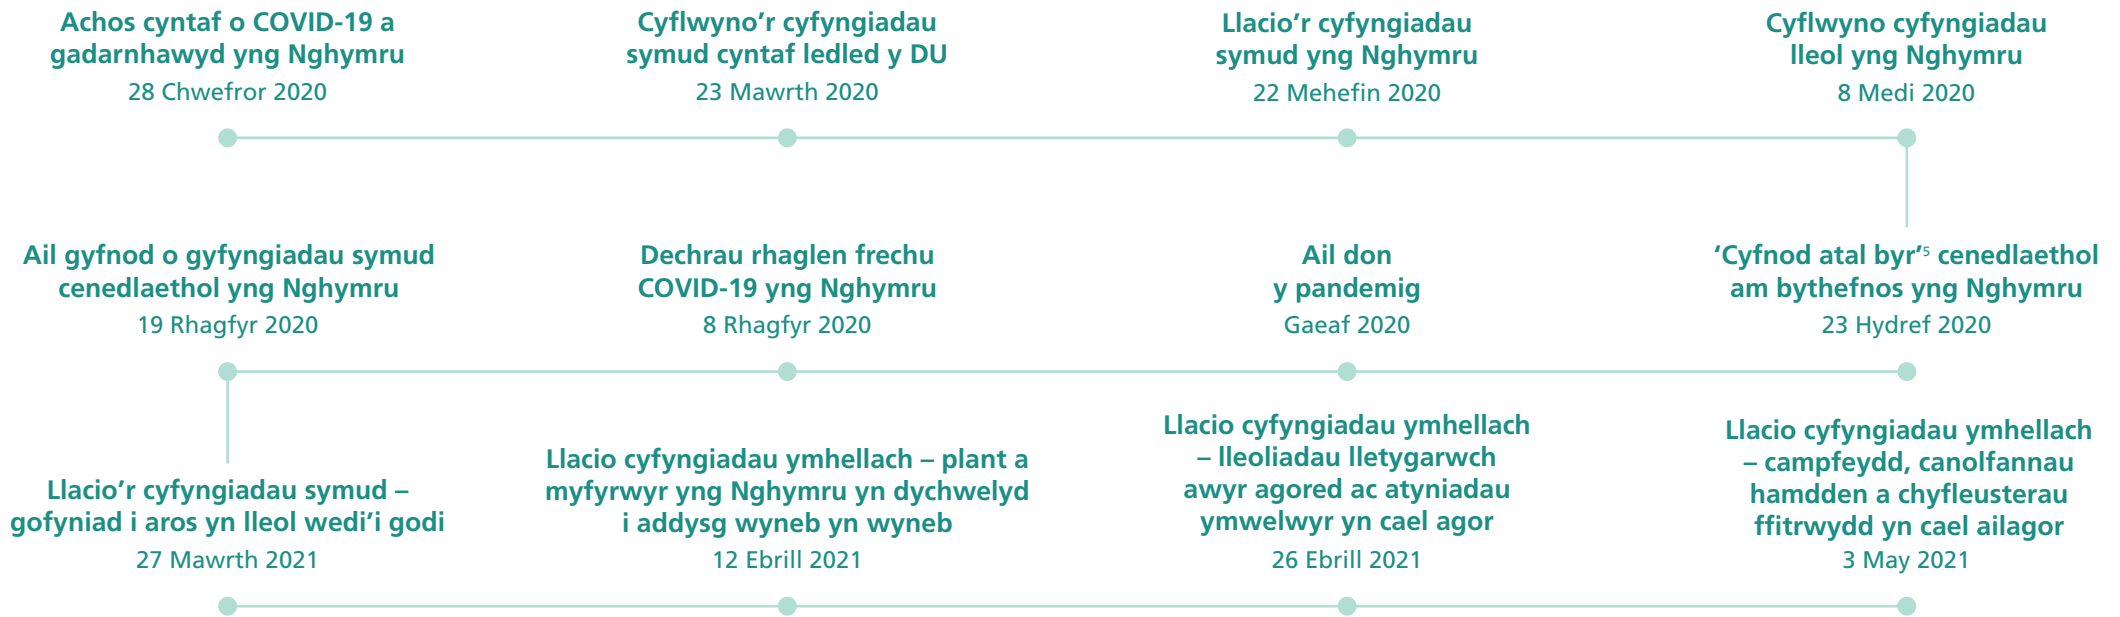 Achos cyntaf o COVID-19 a
gadarnhawyd yng Nghymru
28 Chwefror 2020
Cyflwyno’r cyfyngiadau
symud cyntaf ledled y DU
23 Mawrth 2020
Llacio’r cyfyngiadau
symud yng Nghymru
22 Mehefin 2020
Cyflwyno cyfyngiadau
lleol yng Nghymru
8 Medi 2020
Ail gyfnod o gyfyngiadau symud
cenedlaethol yng Nghymru
19 Rhagfyr 2020
Dechrau rhaglen frechu
COVID-19 yng Nghymru
8 Rhagfyr 2020
Ail don
y pandemig
Gaeaf 2020
‘Cyfnod atal byr’⁵ cenedlaethol
am bythefnos yng Nghymru
23 Hydref 2020
Llacio’r cyfyngiadau symud –
gofyniad i aros yn lleol wedi’i godi
27 Mawrth 2021
Llacio cyfyngiadau ymhellach – plant a
myfyrwyr yng Nghymru yn dychwelyd
i addysg wyneb yn wyneb
12 Ebrill 2021
Llacio cyfyngiadau ymhellach
– lleoliadau lletygarwch
awyr agored ac atyniadau
ymwelwyr yn cael agor
26 Ebrill 2021
Llacio cyfyngiadau ymhellach
– campfeydd, canolfannau
hamdden a chyfleusterau
ffitrwydd yn cael ailagor
3 May 2021